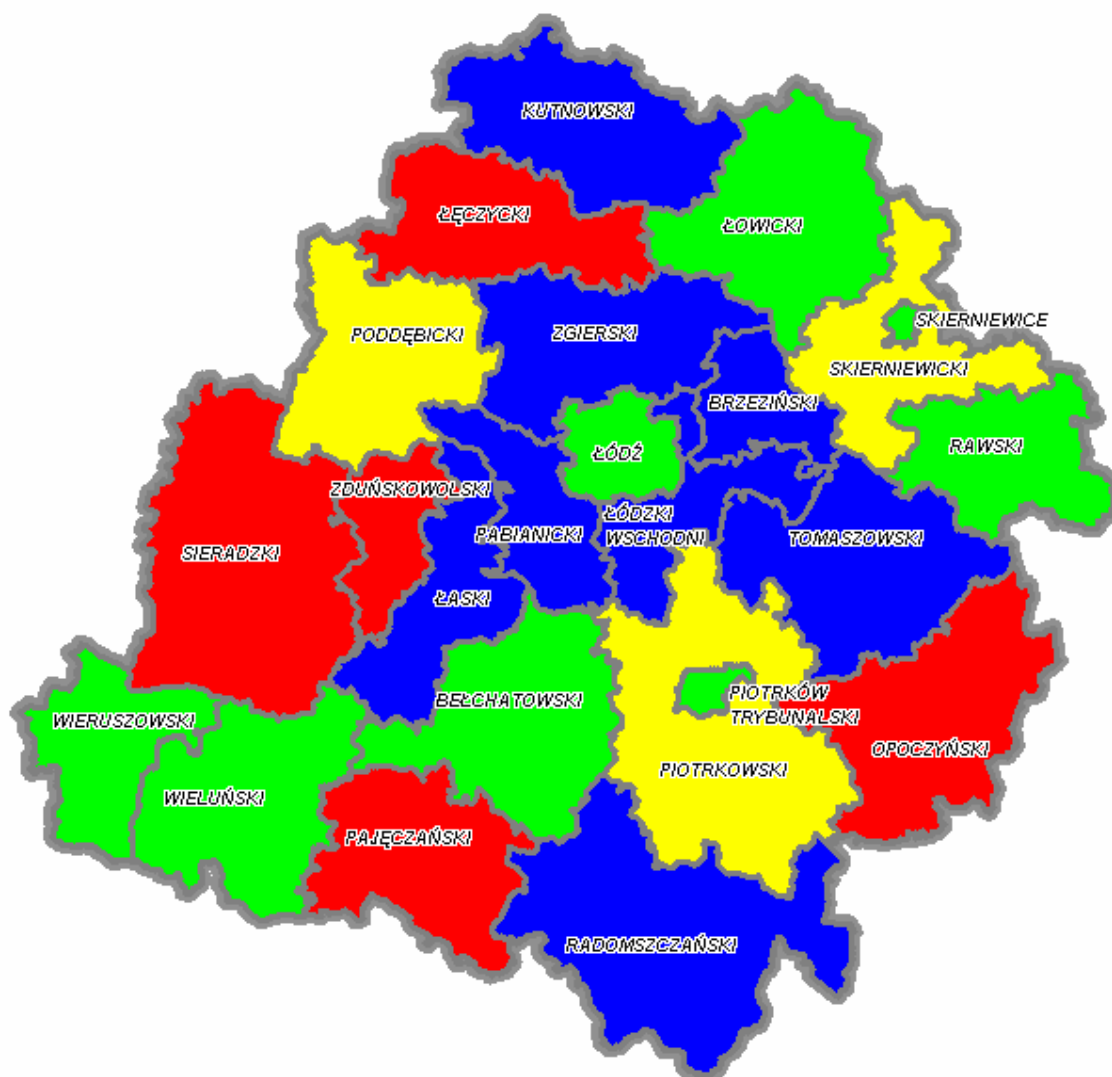 KUTNOWSKI
ŁĘCZYCKI
ŁOWICKI
SKIERNIEWICE
PODDĘBICKI
ZGIERSKI
SKIERNIEWICKI
BRZEZIŃSKI
RAWSKI
ŁÓDŹ
ZDUŃSKOWOLSKI
ŁÓDZKI
WSCHODNI
PABIANICKI
TOMASZOWSKI
SIERADZKI
ŁASKI
BEŁCHATOWSKI
PIOTRKÓW
TRYBUNALSKI
WIERUSZOWSKI
OPOCZYŃSKI
PIOTRKOWSKI
WIELUŃSKI
PAJĘCZAŃSKI
RADOMSZCZAŃSKI